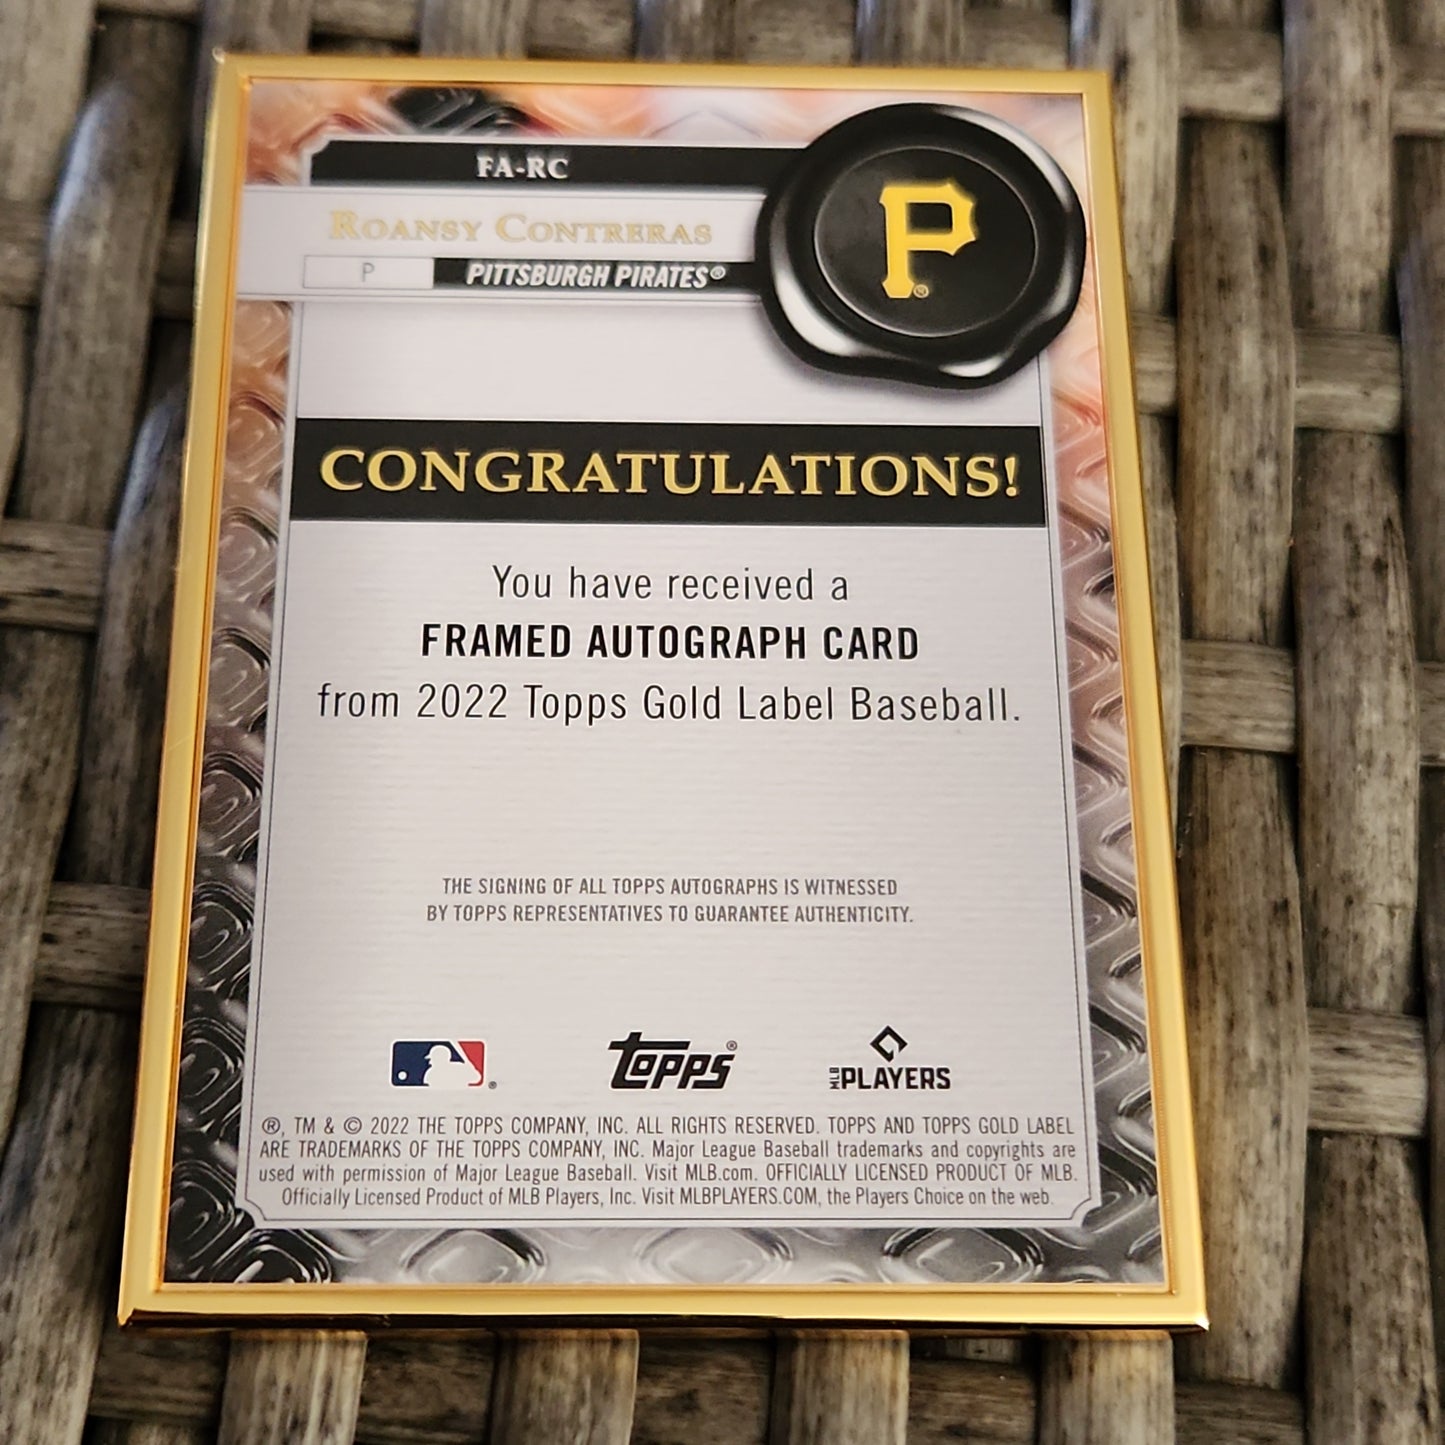 FA-RC
ROANSY CONTRERAS
P
PITTSBURGH PIRATES®
P®
CONGRATULATIONS!
You have received a
FRAMED AUTOGRAPH CARD
from 2022 Topps Gold Label Baseball.
THE SIGNING OF ALL TOPPS AUTOGRAPHS IS WITNESSED
BY TOPPS REPRESENTATIVES TO GUARANTEE AUTHENTICITY.
®
topps®
MLB PLAYERS
®, TM & © 2022 THE TOPPS COMPANY, INC. ALL RIGHTS RESERVED. TOPPS AND TOPPS GOLD LABEL
ARE TRADEMARKS OF THE TOPPS COMPANY, INC. Major League Baseball trademarks and copyrights are
used with permission of Major League Baseball. Visit MLB.com. OFFICIALLY LICENSED PRODUCT OF MLB.
Officially Licensed Product of MLB Players, Inc. Visit MLBPLAYERS.COM, the Players Choice on the web.